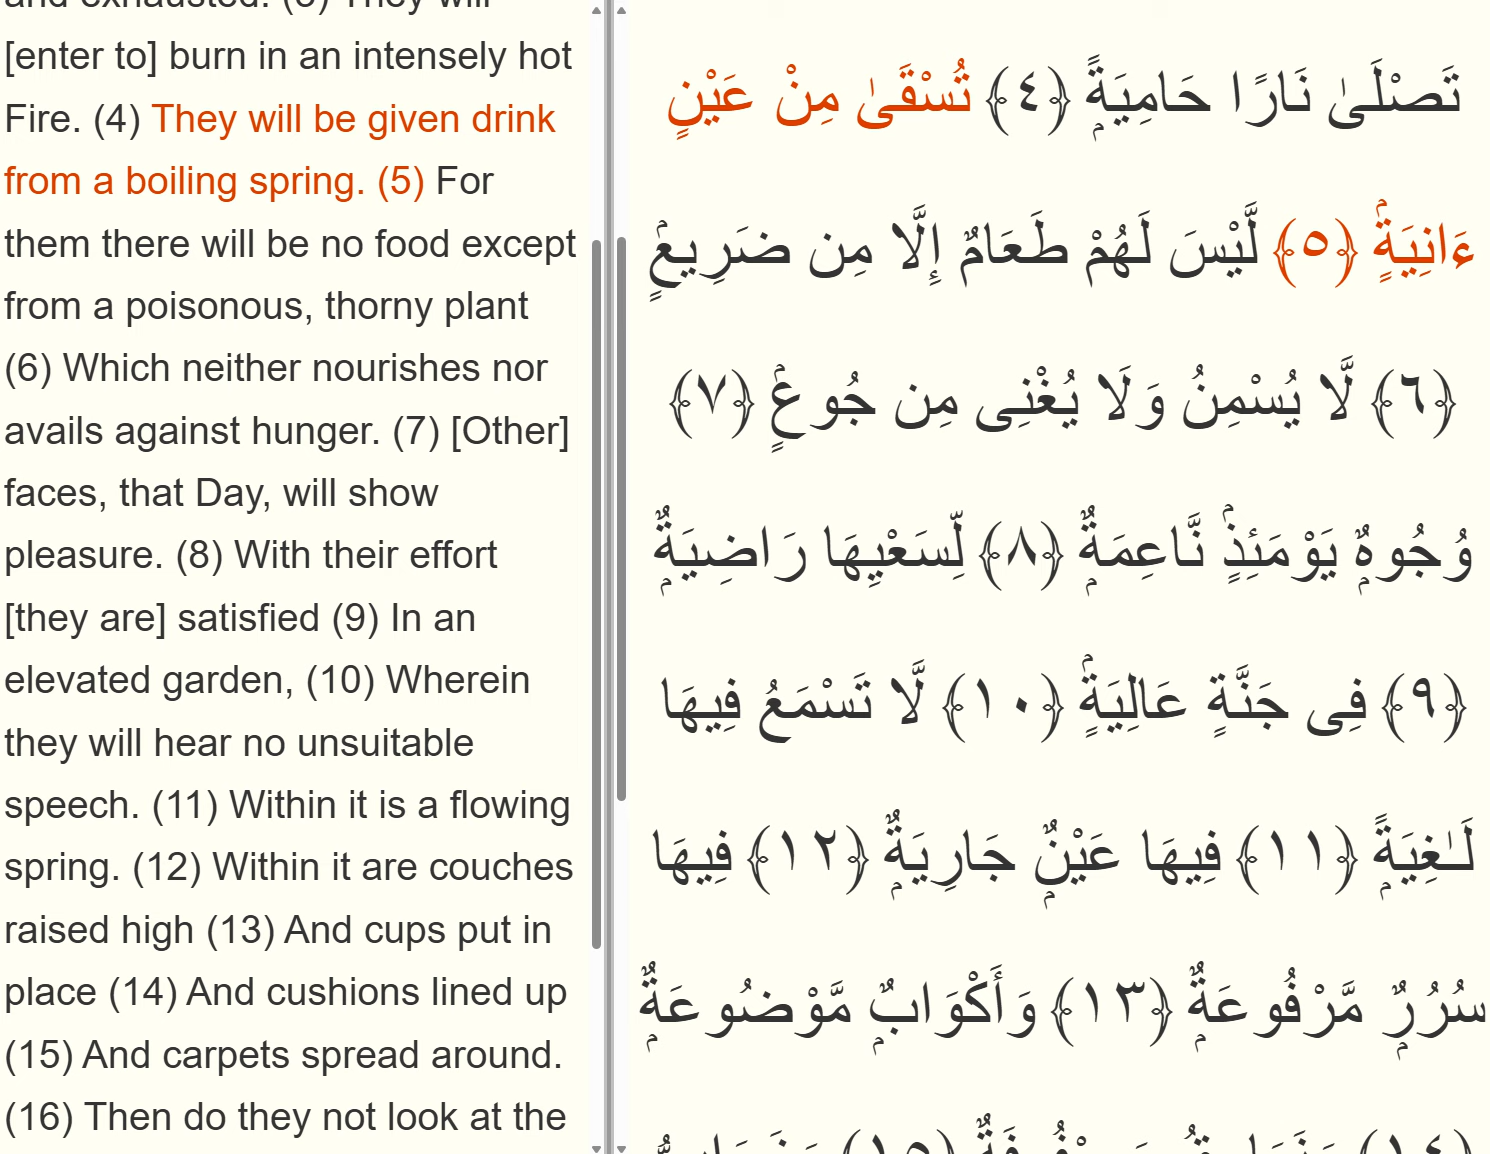 and exhausted. (3) They will
[enter to] burn in an intensely hot
Fire. (4) They will be given drink
from a boiling spring. (5) For
them there will be no food except
from a poisonous, thorny plant
(6) Which neither nourishes nor
avails against hunger. (7) [Other]
faces, that Day, will show
pleasure. (8) With their effort
[they are] satisfied (9) In an
elevated garden, (10) Wherein
they will hear no unsuitable
speech. (11) Within it is a flowing
spring. (12) Within it are couches
raised high (13) And cups put in
place (14) And cushions lined up
(15) And carpets spread around.
(16) Then do they not look at the
تَصْلَىٰ نَارًا حَامِيَةًۭ ﴿٤﴾ تُسْقَىٰ مِنْ عَيْنٍ
ءَانِيَةٍۢ ﴿٥﴾ لَّيْسَ لَهُمْ طَعَامٌ إِلَّا مِن ضَرِيعٍۢ
﴿٦﴾ لَّا يُسْمِنُ وَلَا يُغْنِى مِن جُوعٍۢ ﴿٧﴾
وُجُوهٌۭ يَوْمَئِذٍۢ نَّاعِمَةٌۭ ﴿٨﴾ لِّسَعْيِهَا رَاضِيَةٌۭ
﴿٩﴾ فِى جَنَّةٍ عَالِيَةٍۢ ﴿١٠﴾ لَّا تَسْمَعُ فِيهَا
لَـٰغِيَةًۭ ﴿١١﴾ فِيهَا عَيْنٌۭ جَارِيَةٌۭ ﴿١٢﴾ فِيهَا
سُرُرٌۭ مَّرْفُوعَةٌۭ ﴿١٣﴾ وَأَكْوَابٌۭ مَّوْضُوعَةٌۭ